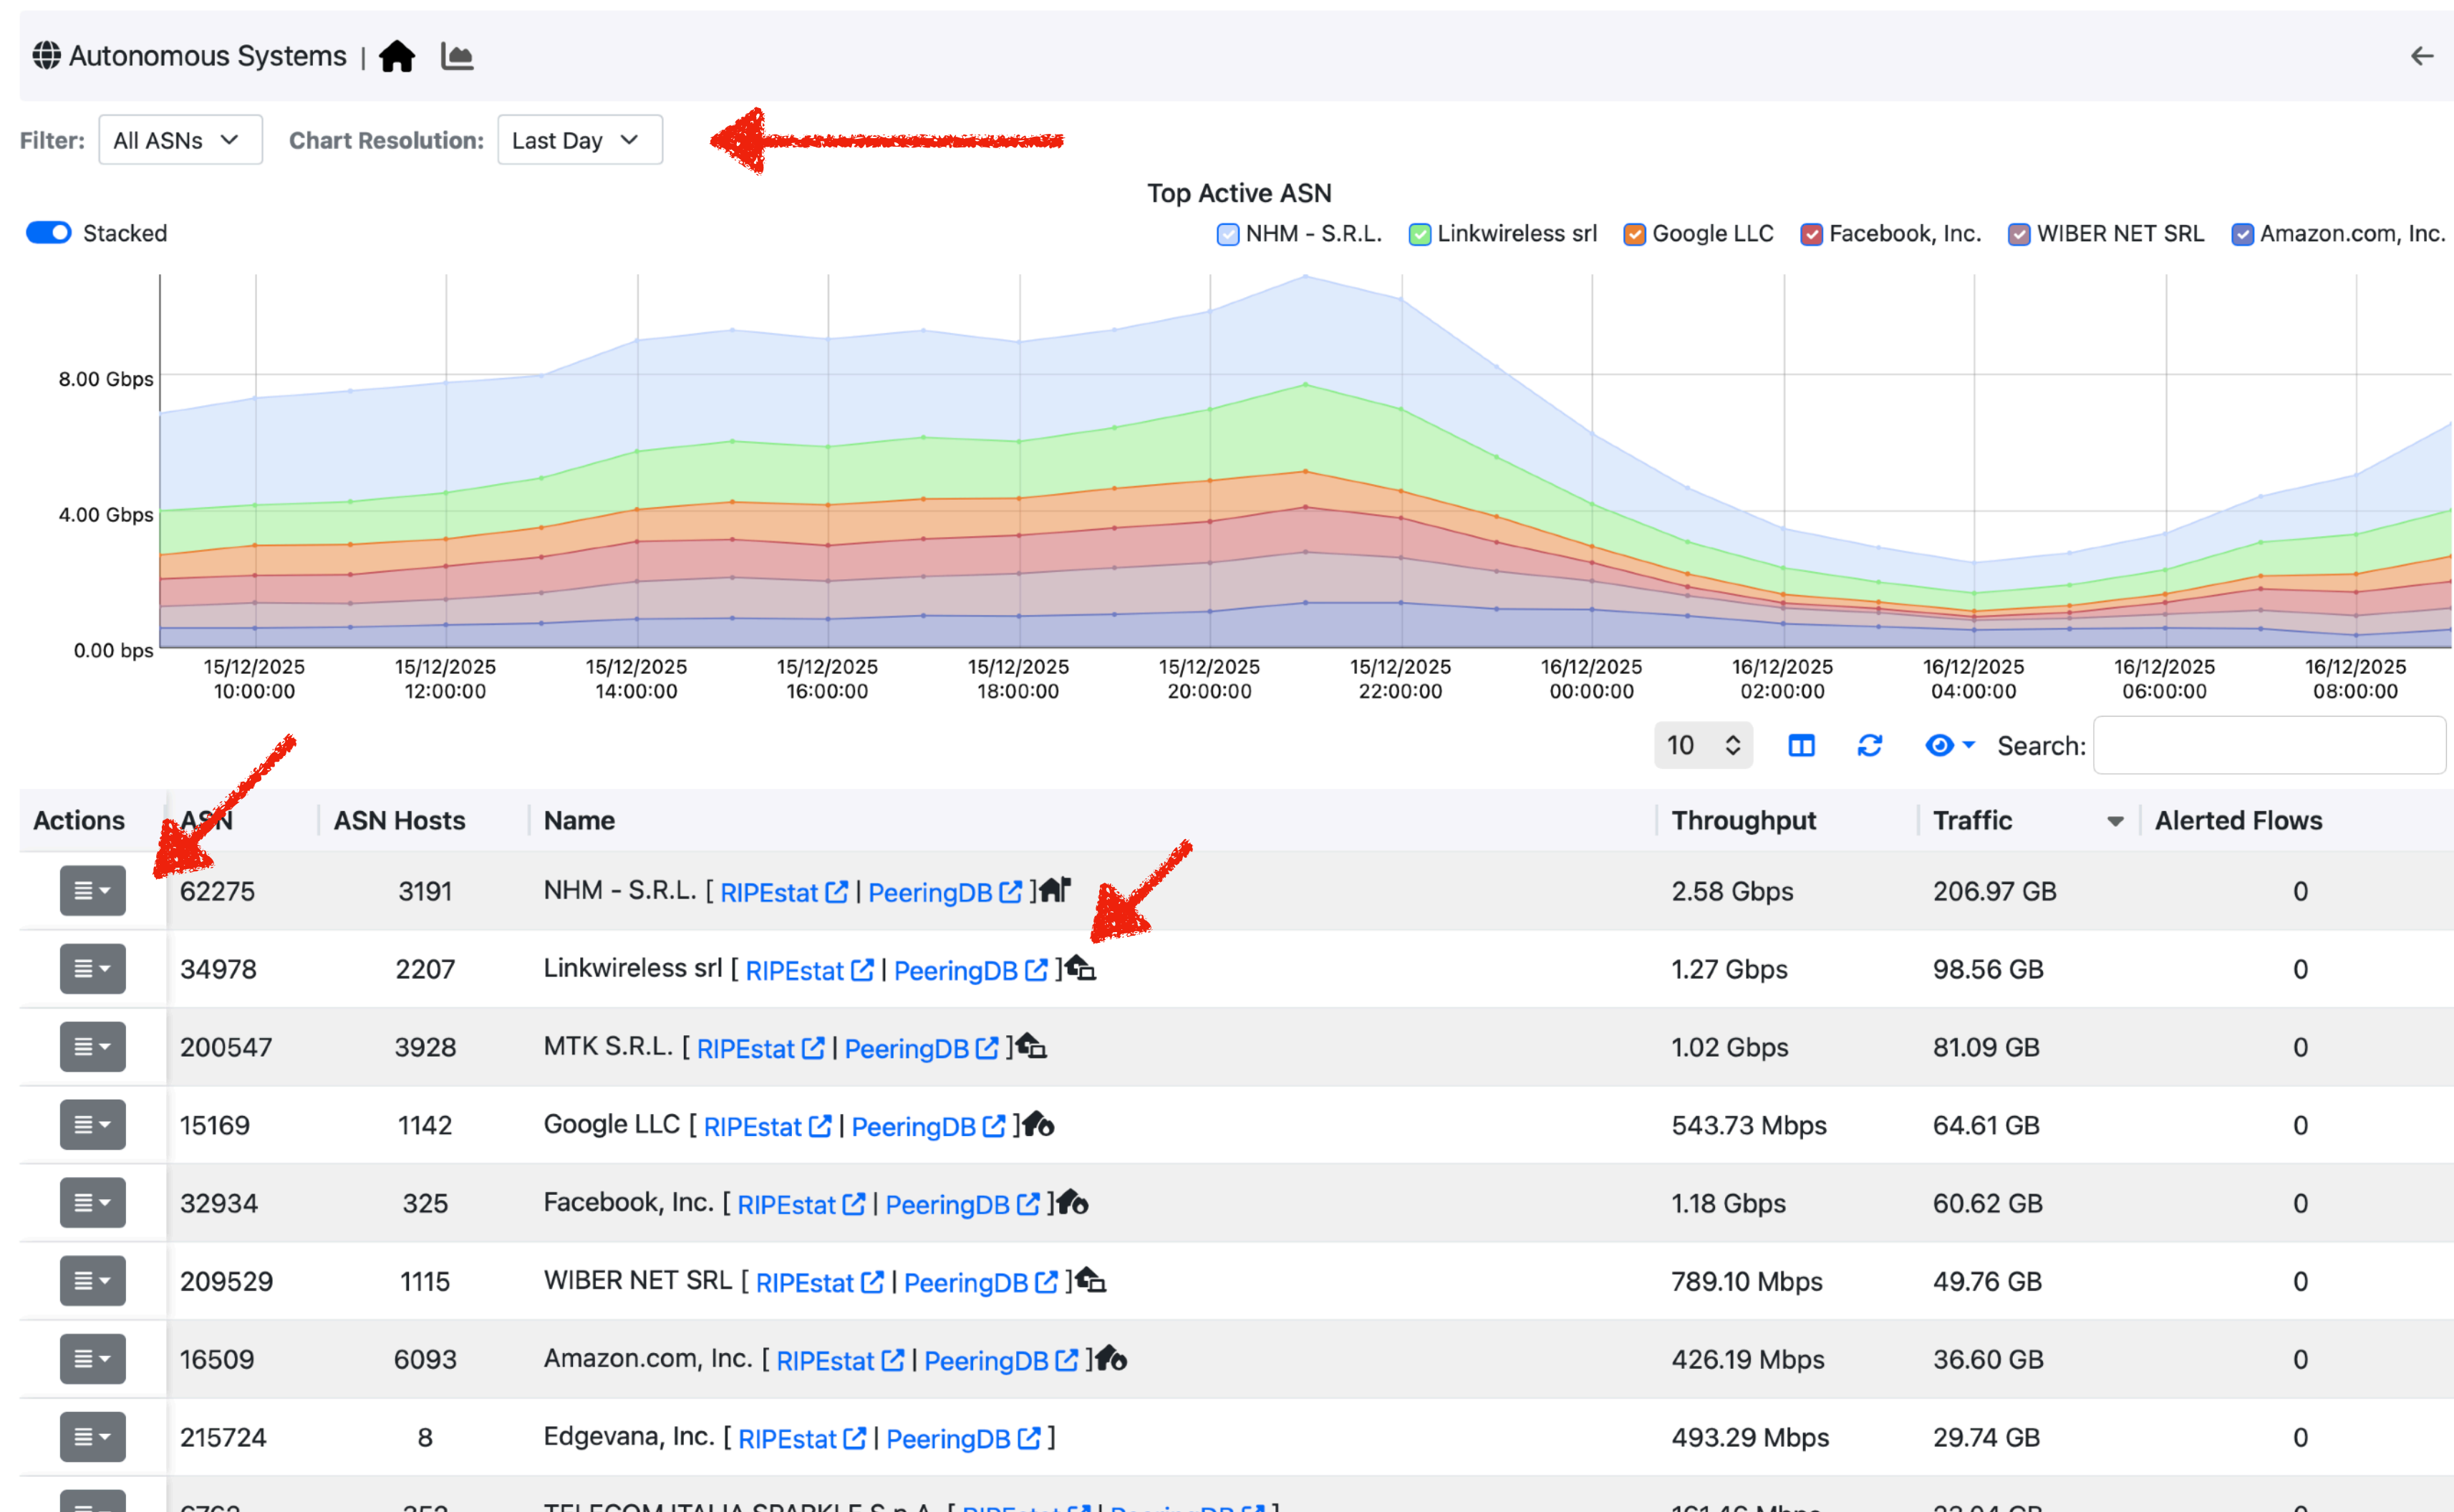 Autonomous Systems |
Filter: All ASNs Chart Resolution: Last Day
Top Active ASN
Stacked NHM - S.R.L. Linkwireless srl Google LLC Facebook, Inc. WIBER NET SRL Amazon.com, Inc.
8.00 Gbps
4.00 Gbps
0.00 bps
15/12/2025 15/12/2025 15/12/2025 15/12/2025 15/12/2025 15/12/2025 15/12/2025 16/12/2025 16/12/2025 16/12/2025 16/12/2025 16/12/2025
10:00:00 12:00:00 14:00:00 16:00:00 18:00:00 20:00:00 22:00:00 00:00:00 02:00:00 04:00:00 06:00:00 08:00:00
10 Search:
Actions ASN ASN Hosts Name Throughput Traffic Alerted Flows
62275 3191 NHM - S.R.L. [ RIPEstat | PeeringDB ] 2.58 Gbps 206.97 GB 0
34978 2207 Linkwireless srl [ RIPEstat | PeeringDB ] 1.27 Gbps 98.56 GB 0
200547 3928 MTK S.R.L. [ RIPEstat | PeeringDB ] 1.02 Gbps 81.09 GB 0
15169 1142 Google LLC [ RIPEstat | PeeringDB ] 543.73 Mbps 64.61 GB 0
32934 325 Facebook, Inc. [ RIPEstat | PeeringDB ] 1.18 Gbps 60.62 GB 0
209529 1115 WIBER NET SRL [ RIPEstat | PeeringDB ] 789.10 Mbps 49.76 GB 0
16509 6093 Amazon.com, Inc. [ RIPEstat | PeeringDB ] 426.19 Mbps 36.60 GB 0
215724 8 Edgevana, Inc. [ RIPEstat | PeeringDB ] 493.29 Mbps 29.74 GB 0
TELECOM ITALIA SPARKLE S.p.A. [ RIPEstat | PeeringDB ]